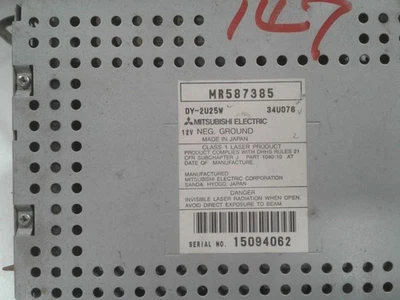 147
MR587385
DY-2U25W 34U076
MITSUBISHI ELECTRIC
12V NEG. GROUND
MADE IN JAPAN
CLASS 1 LASER PRODUCT
PRODUCT COMPLIES WITH DHHS RULES 21
CFR SUBCHAPTER J PART 1040.10 AT
DATE OF MANUFACTURE.
MANUFACTURED
MITSUBISHI ELECTRIC CORPORATION
SANDA, HYOGO, JAPAN
DANGER
INVISIBLE LASER RADIATION WHEN OPEN.
AVOID DIRECT EXPOSURE TO BEAM.
SERIAL NO. 15094062